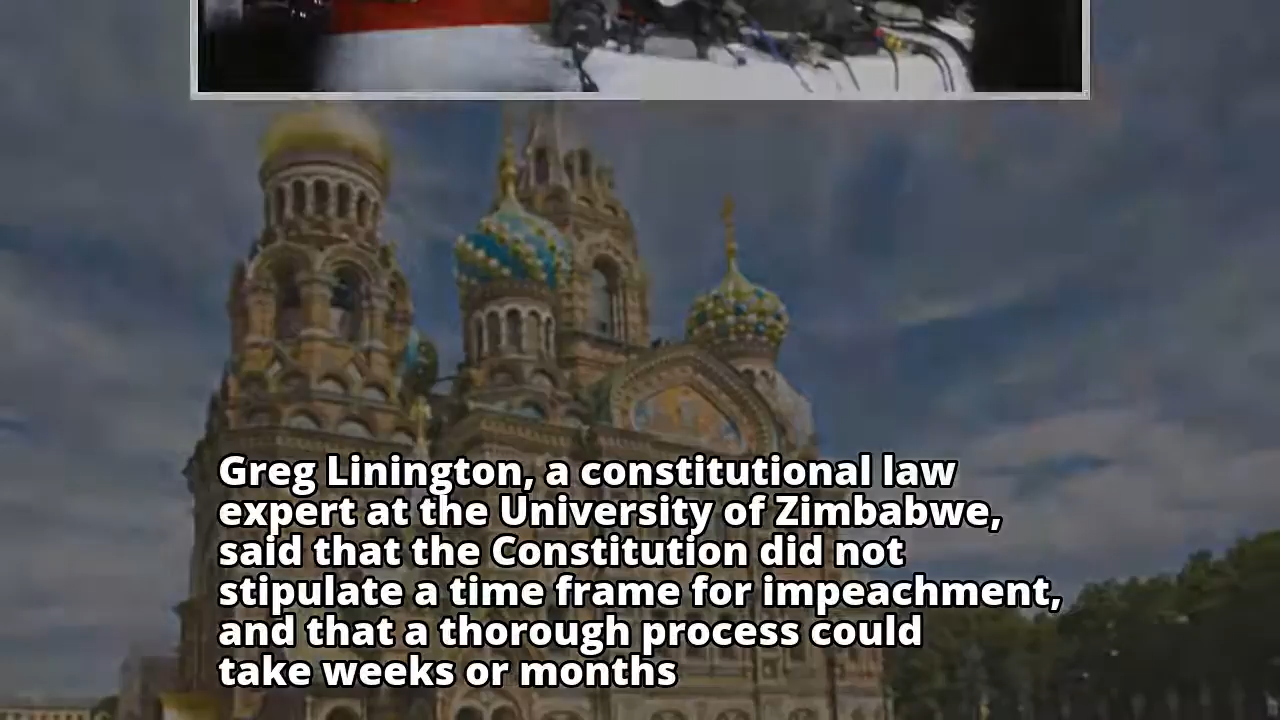 Greg Linington, a constitutional law
expert at the University of Zimbabwe,
said that the Constitution did not
stipulate a time frame for impeachment,
and that a thorough process could
take weeks or months